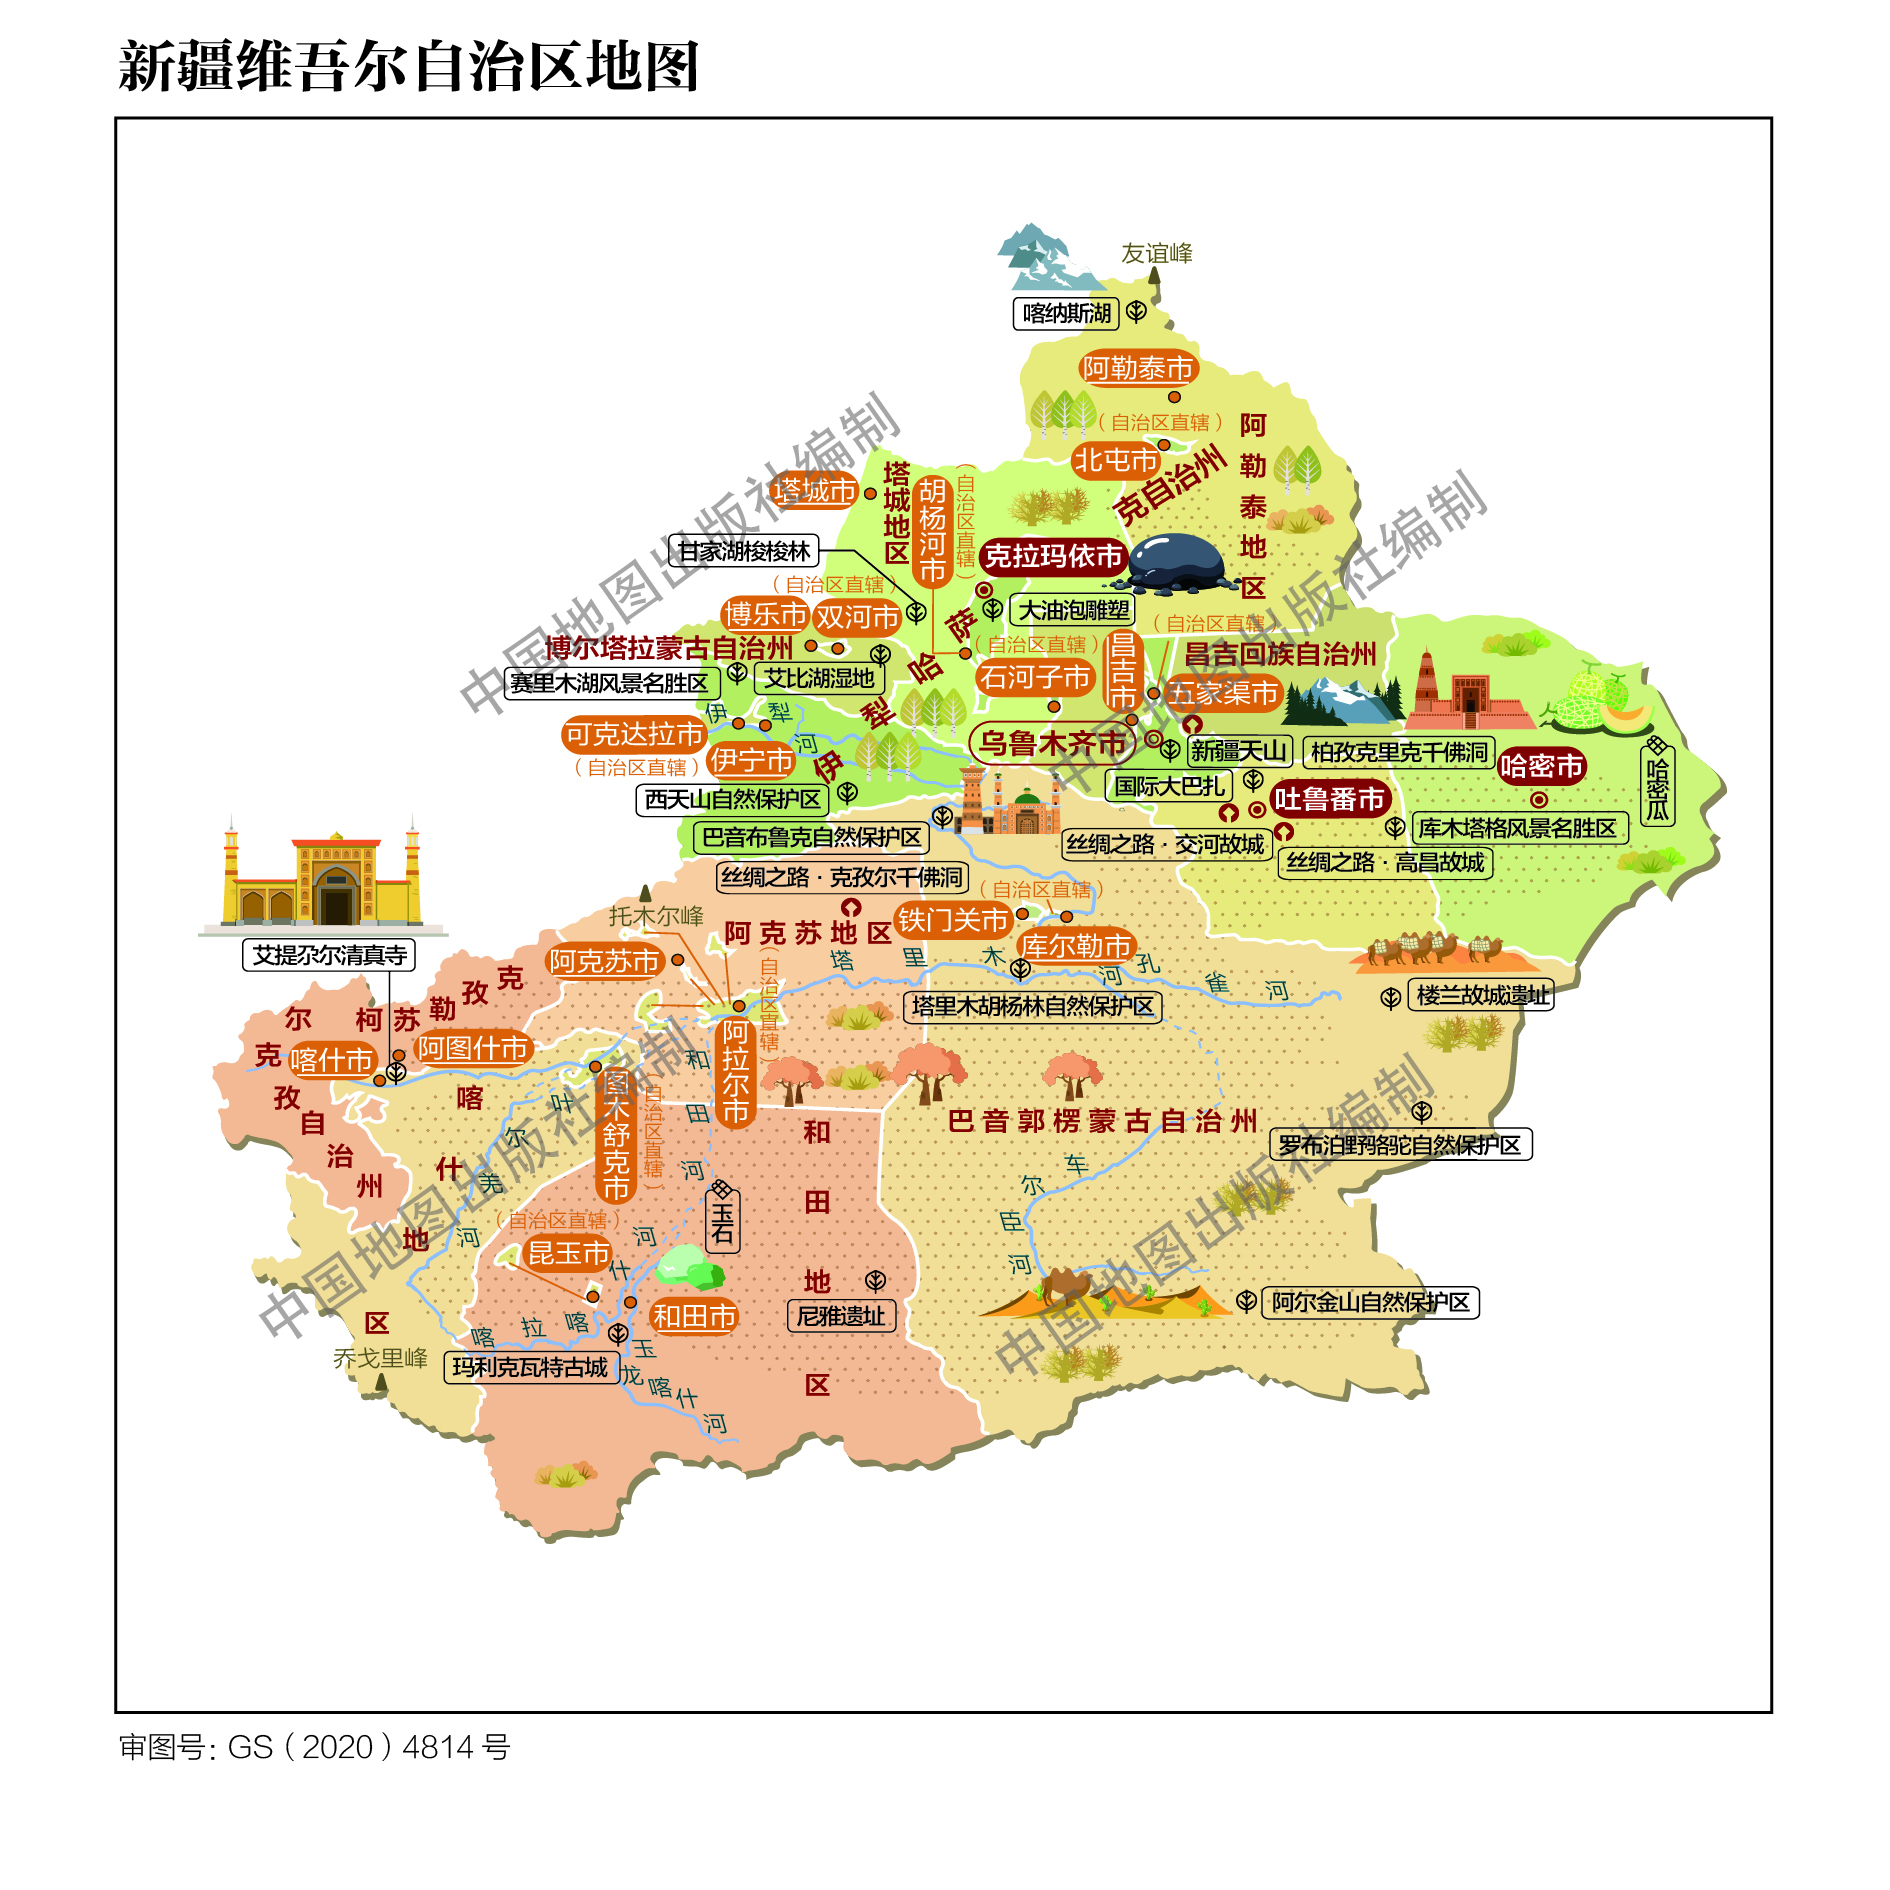 新疆维吾尔自治区地图
友谊峰
喀纳斯湖
阿勒泰市
（自治区直辖）
北屯市
阿勒泰地区
塔城市
塔城地区
胡杨河市
（自治区直辖）
克拉玛依市
大油泡雕塑
甘家湖梭梭林
（自治区直辖）
博乐市
双河市
博尔塔拉蒙古自治州
赛里木湖风景名胜区
艾比湖湿地
（自治区直辖）
石河子市
昌吉市
（自治区直辖）
昌吉回族自治州
五家渠市
伊犁哈萨克自治州
伊犁河
可克达拉市
（自治区直辖）
伊宁市
乌鲁木齐市
新疆天山
国际大巴扎
柏孜克里克千佛洞
哈密市
哈密瓜
吐鲁番市
库木塔格风景名胜区
西天山自然保护区
巴音布鲁克自然保护区
丝绸之路·交河故城
丝绸之路·高昌故城
丝绸之路·克孜尔千佛洞
（自治区直辖）
托木尔峰
阿克苏地区
铁门关市
库尔勒市
艾提尕尔清真寺
阿克苏市
塔里木河
孔雀河
塔里木胡杨林自然保护区
楼兰故城遗址
克孜勒苏柯尔克孜自治州
喀什市
阿图什市
阿拉尔市
（自治区直辖）
图木舒克市
（自治区直辖）
喀什地区
叶尔羌河
和田河
巴音郭楞蒙古自治州
罗布泊野骆驼自然保护区
车尔臣河
和田地区
玉石
（自治区直辖）
昆玉市
和田市
尼雅遗址
阿尔金山自然保护区
喀拉喀什河
玉龙喀什河
玛利克瓦特古城
乔戈里峰
中国地图出版社编制
中国地图出版社编制
中国地图出版社编制
中国地图出版社编制
审图号：GS（2020）4814 号